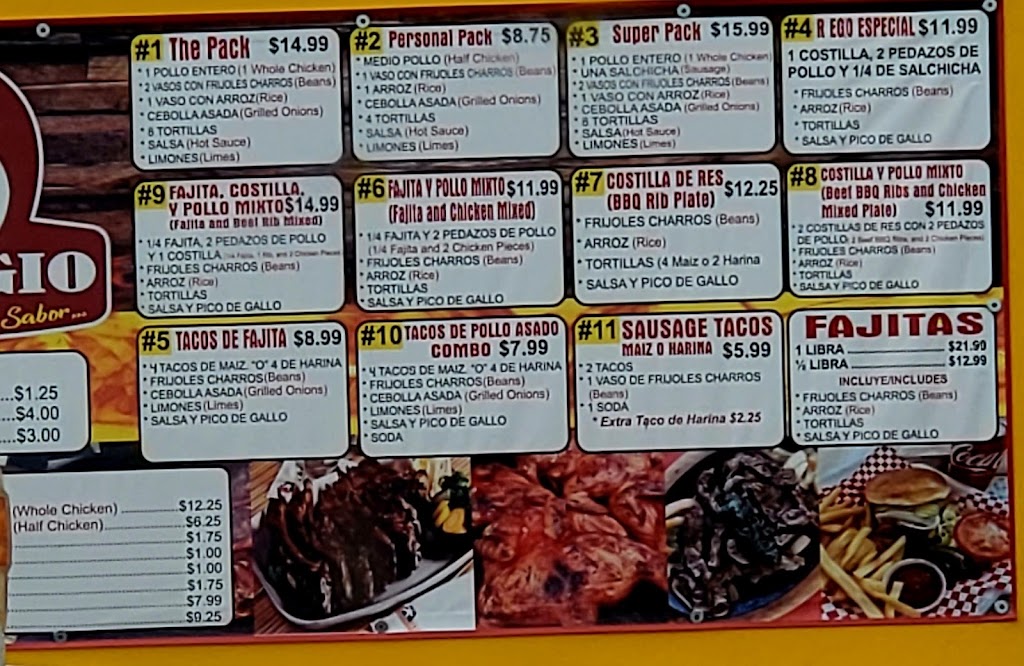 #1 The Pack $14.99
* 1 POLLO ENTERO (1 Whole Chicken)
* 2 VASOS CON FRIJOLES CHARROS (Beans)
* 1 VASO CON ARROZ (Rice)
* CEBOLLA ASADA (Grilled Onions)
* 8 TORTILLAS
* SALSA (Hot Sauce)
* LIMONES (Limes)
#2 Personal Pack $8.75
* MEDIO POLLO (Half Chicken)
* 1 VASO CON FRIJOLES CHARROS (Beans)
* 1 ARROZ (Rice)
* CEBOLLA ASADA (Grilled Onions)
* 4 TORTILLAS
* SALSA (Hot Sauce)
* LIMONES (Limes)
#3 Super Pack $15.99
* 1 POLLO ENTERO (1 Whole Chicken)
* UNA SALCHICHA (Sausage)
* 2 VASOS CON FRIJOLES CHARROS (Beans)
* 1 VASO CON ARROZ (Rice)
* CEBOLLA ASADA (Grilled Onions)
* 8 TORTILLAS
* SALSA (Hot Sauce)
* LIMONES (Limes)
#4 R EGO ESPECIAL $11.99
1 COSTILLA, 2 PEDAZOS DE
POLLO Y 1/4 DE SALCHICHA
* FRIJOLES CHARROS (Beans)
* ARROZ (Rice)
* TORTILLAS
* SALSA Y PICO DE GALLO
GIO
Sabor...
#9 FAJITA, COSTILLA,
Y POLLO MIXTO $14.99
(Fajita and Beef Rib Mixed)
* 1/4 FAJITA, 2 PEDAZOS DE POLLO
Y 1 COSTILLA
* FRIJOLES CHARROS (Beans)
* ARROZ (Rice)
* TORTILLAS
* SALSA Y PICO DE GALLO
#6 FAJITA Y POLLO MIXTO $11.99
(Fajita and Chicken Mixed)
* 1/4 FAJITA Y 2 PEDAZOS DE POLLO
(1/4 Fajita and 2 Chicken Pieces)
* FRIJOLES CHARROS (Beans)
* ARROZ (Rice)
* TORTILLAS
* SALSA Y PICO DE GALLO
#7 COSTILLA DE RES $12.25
(BBQ Rib Plate)
* FRIJOLES CHARROS (Beans)
* ARROZ (Rice)
* TORTILLAS (4 Maiz o 2 Harina
* SALSA Y PICO DE GALLO
#8 COSTILLA Y POLLO MIXTO
(Beef BBQ Ribs and Chicken
Mixed Plate) $11.99
* 2 COSTILLAS DE RES CON 2 PEDAZOS
DE POLLO (2 Beef BBQ Ribs, and 2 Chicken Pieces)
* FRIJOLES CHARROS (Beans)
* ARROZ (Rice)
* TORTILLAS
* SALSA Y PICO DE GALLO
#5 TACOS DE FAJITA $8.99
* 4 TACOS DE MAIZ "O" 4 DE HARINA
* FRIJOLES CHARROS (Beans)
* CEBOLLA ASADA (Grilled Onions)
* LIMONES (Limes)
* SALSA Y PICO DE GALLO
#10 TACOS DE POLLO ASADO
COMBO $7.99
* 4 TACOS DE MAIZ "O" 4 DE HARINA
* FRIJOLES CHARROS (Beans)
* CEBOLLA ASADA (Grilled Onions)
* LIMONES (Limes)
* SALSA Y PICO DE GALLO
* SODA
#11 SAUSAGE TACOS
MAIZ O HARINA $5.99
* 2 TACOS
* 1 VASO DE FRIJOLES CHARROS
(Beans)
* 1 SODA
* Extra Taco de Harina $2.25
FAJITAS
1 LIBRA $21.99
½ LIBRA $12.99
INCLUYE/INCLUDES
* FRIJOLES CHARROS (Beans)
* ARROZ (Rice)
* TORTILLAS
* SALSA Y PICO DE GALLO
...$1.25
....$4.00
....$3.00
(Whole Chicken) $12.25
(Half Chicken) $6.25
$1.75
$1.00
$1.00
$1.75
$7.99
$9.25